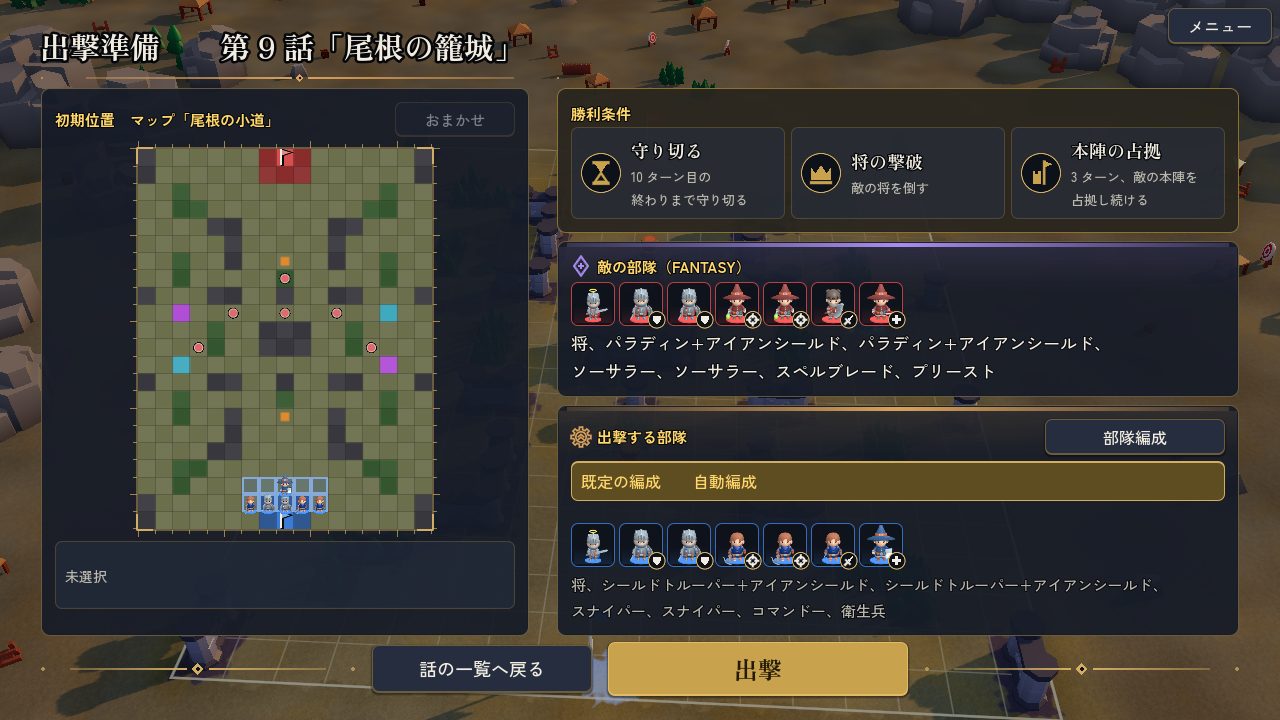 出撃準備　　第９話「尾根の籠城」
メニュー
初期位置　マップ「尾根の小道」
おまかせ
未選択
勝利条件
守り切る
10 ターン目の
終わりまで守り切る
将の撃破
敵の将を倒す
本陣の占拠
3 ターン、敵の本陣を
占拠し続ける
敵の部隊（FANTASY）
将、パラディン＋アイアンシールド、パラディン＋アイアンシールド、
ソーサラー、ソーサラー、スペルブレード、プリースト
出撃する部隊
部隊編成
既定の編成　　自動編成
将、シールドトルーパー＋アイアンシールド、シールドトルーパー＋アイアンシールド、
スナイパー、スナイパー、コマンドー、衛生兵
話の一覧へ戻る
出撃